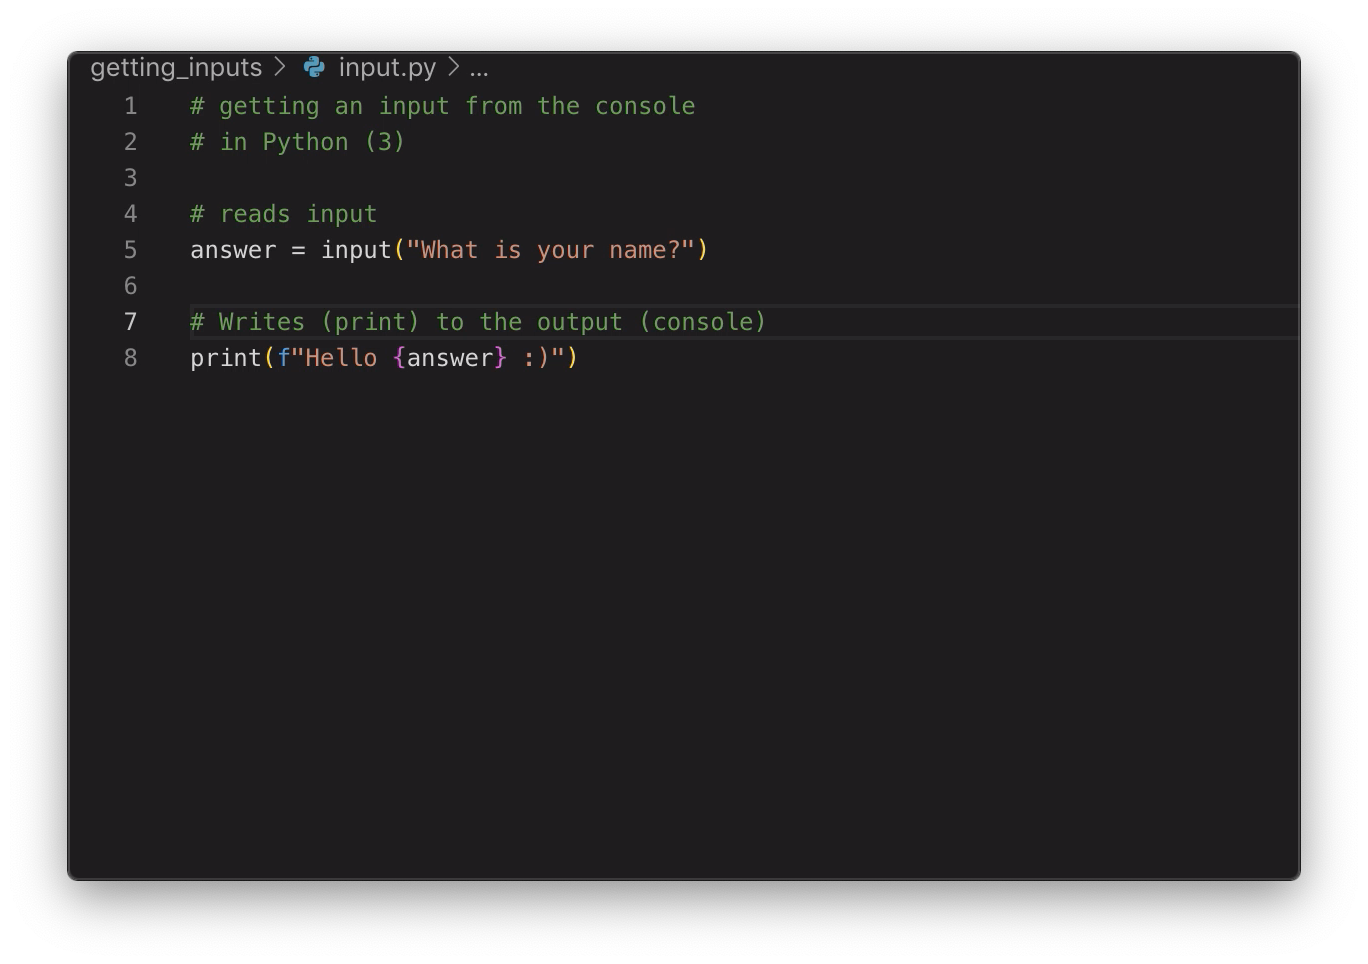 getting_inputs > input.py > ...
1 # getting an input from the console
2 # in Python (3)
3
4 # reads input
5 answer = input("What is your name?")
6
7 # Writes (print) to the output (console)
8 print(f"Hello {answer} :)")